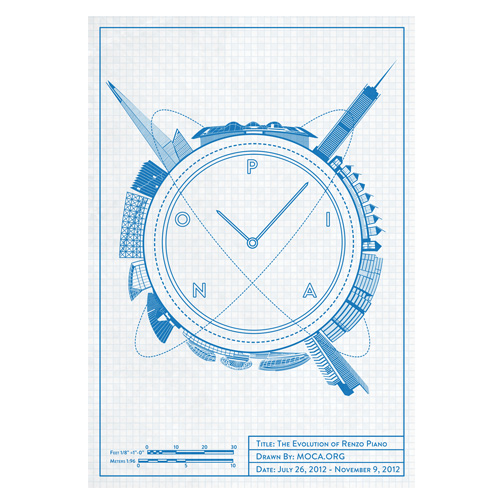 P
O I
N A
Feet 1/8" =1'-0" 0 10 20 30
Meters 1:96 0 5 10
Title: The Evolution of Renzo Piano
Drawn By: MOCA.ORG
Date: July 26, 2012 - November 9, 2012